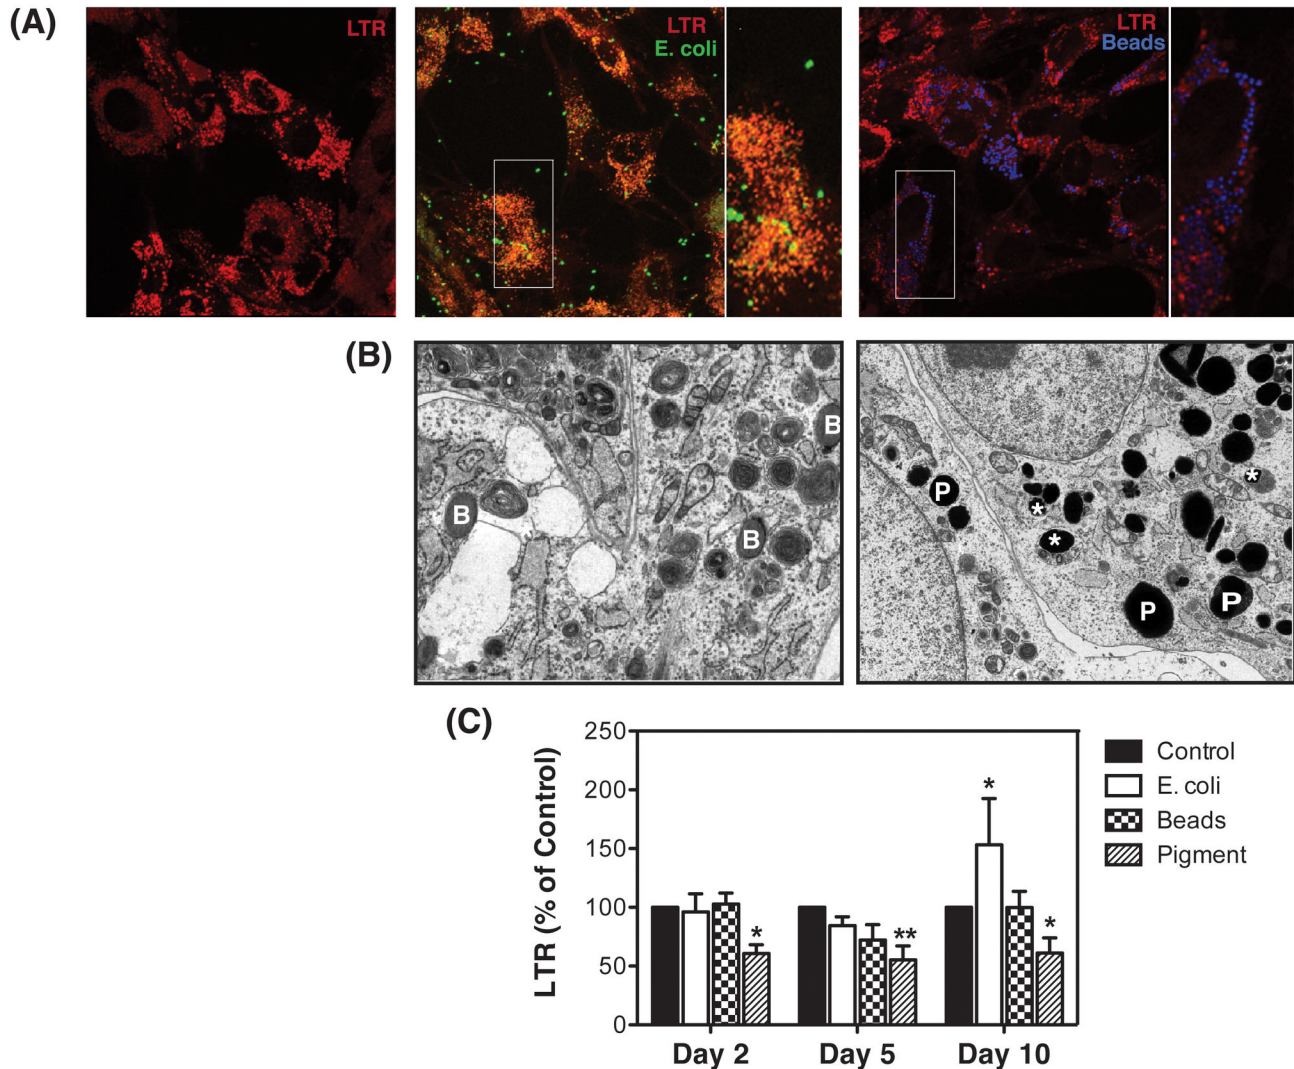 (A)
LTR
LTR
E. coli
LTR
Beads
(B)
B
B
B
P
*
*
*
P
P
(C)
LTR (% of Control)
250
200
150
100
50
0
*
**
*
*
Day 2
Day 5
Day 10
Control
E. coli
Beads
Pigment